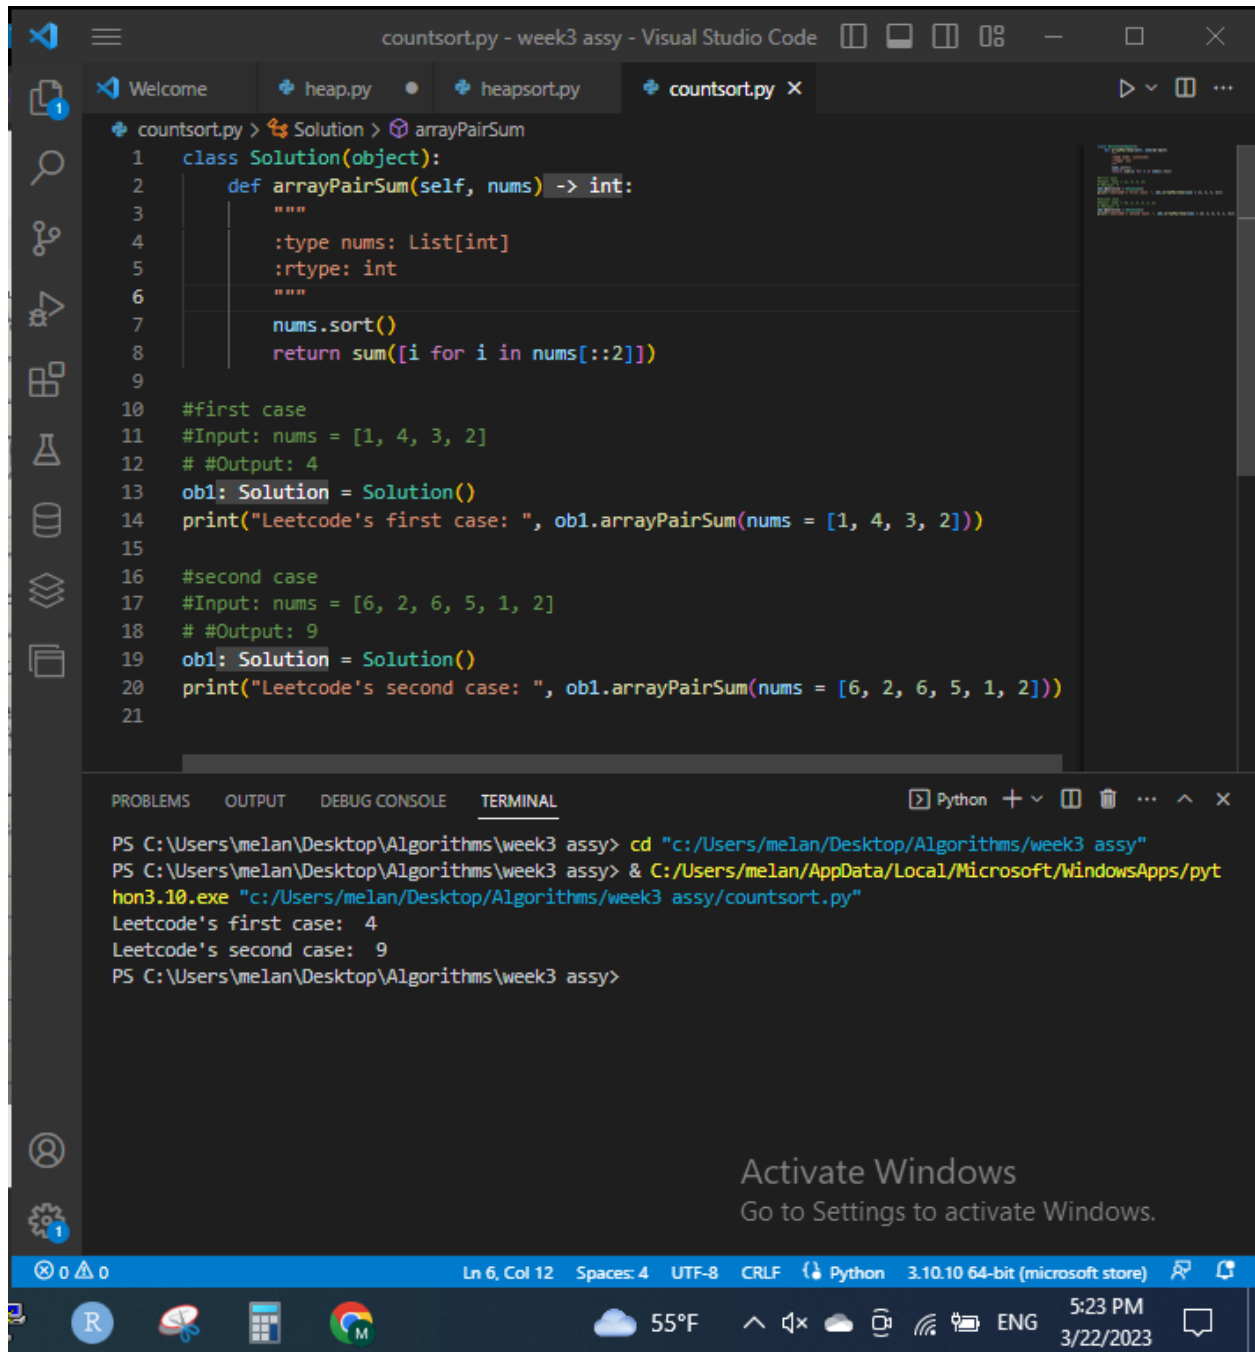 countsort.py - week3 assy - Visual Studio Code
Welcome heap.py heapsort.py countsort.py
1
countsort.py > Solution > arrayPairSum
1 class Solution(object):
2 def arrayPairSum(self, nums) -> int:
3 """
4 :type nums: List[int]
5 :rtype: int
6 """
7 nums.sort()
8 return sum([i for i in nums[::2]])
9
10 #first case
11 #Input: nums = [1, 4, 3, 2]
12 # #Output: 4
13 ob1: Solution = Solution()
14 print("Leetcode's first case: ", ob1.arrayPairSum(nums = [1, 4, 3, 2]))
15
16 #second case
17 #Input: nums = [6, 2, 6, 5, 1, 2]
18 # #Output: 9
19 ob1: Solution = Solution()
20 print("Leetcode's second case: ", ob1.arrayPairSum(nums = [6, 2, 6, 5, 1, 2]))
21
PROBLEMS OUTPUT DEBUG CONSOLE TERMINAL Python
PS C:\Users\melan\Desktop\Algorithms\week3 assy> cd "c:/Users/melan/Desktop/Algorithms/week3 assy"
PS C:\Users\melan\Desktop\Algorithms\week3 assy> & C:/Users/melan/AppData/Local/Microsoft/WindowsApps/pyt
hon3.10.exe "c:/Users/melan/Desktop/Algorithms/week3 assy/countsort.py"
Leetcode's first case:  4
Leetcode's second case:  9
PS C:\Users\melan\Desktop\Algorithms\week3 assy>
Activate Windows
Go to Settings to activate Windows.
1
0 0 Ln 6, Col 12 Spaces: 4 UTF-8 CRLF Python 3.10.10 64-bit (microsoft store)
R M 55°F ENG 5:23 PM
3/22/2023